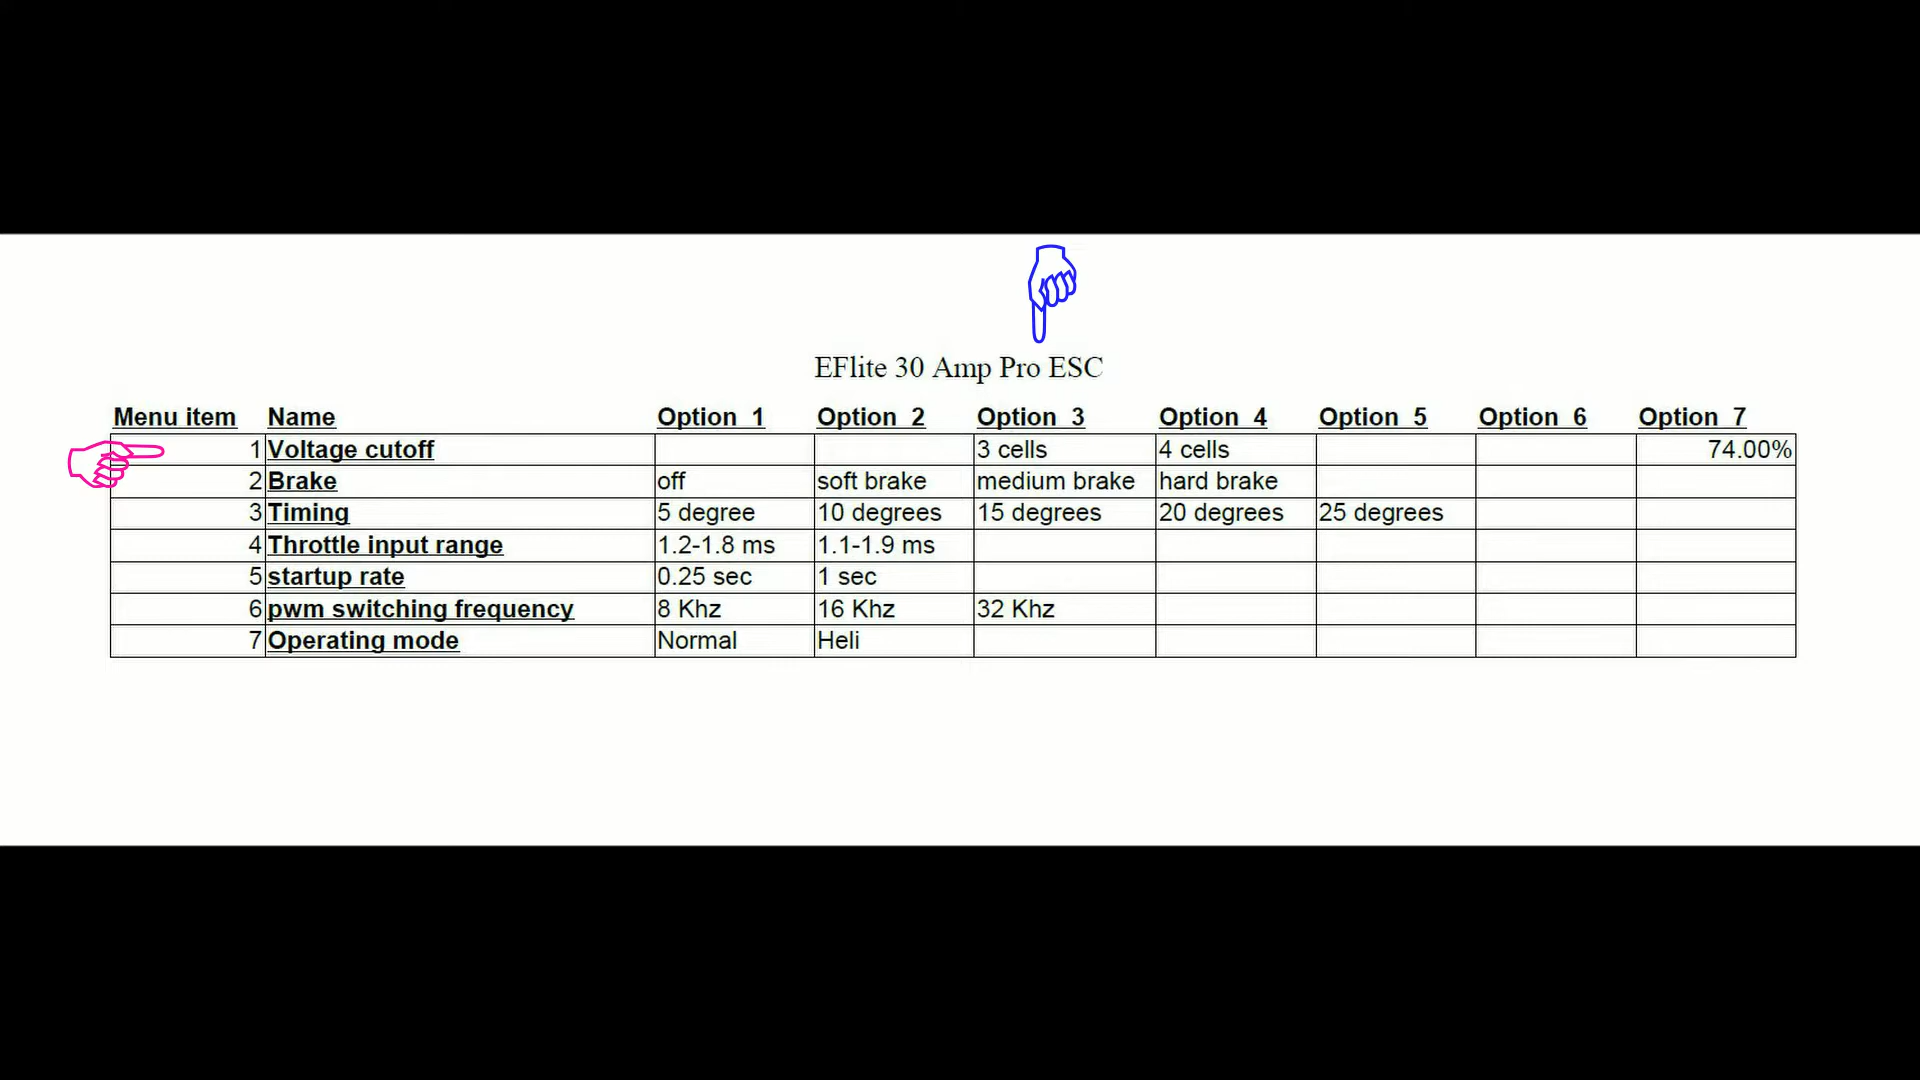 EFlite 30 Amp Pro ESC
Menu item Name Option 1 Option 2 Option 3 Option 4 Option 5 Option 6 Option 7
1 Voltage cutoff 3 cells 4 cells 74.00%
2 Brake off soft brake medium brake hard brake
3 Timing 5 degree 10 degrees 15 degrees 20 degrees 25 degrees
4 Throttle input range 1.2-1.8 ms 1.1-1.9 ms
5 startup rate 0.25 sec 1 sec
6 pwm switching frequency 8 Khz 16 Khz 32 Khz
7 Operating mode Normal Heli